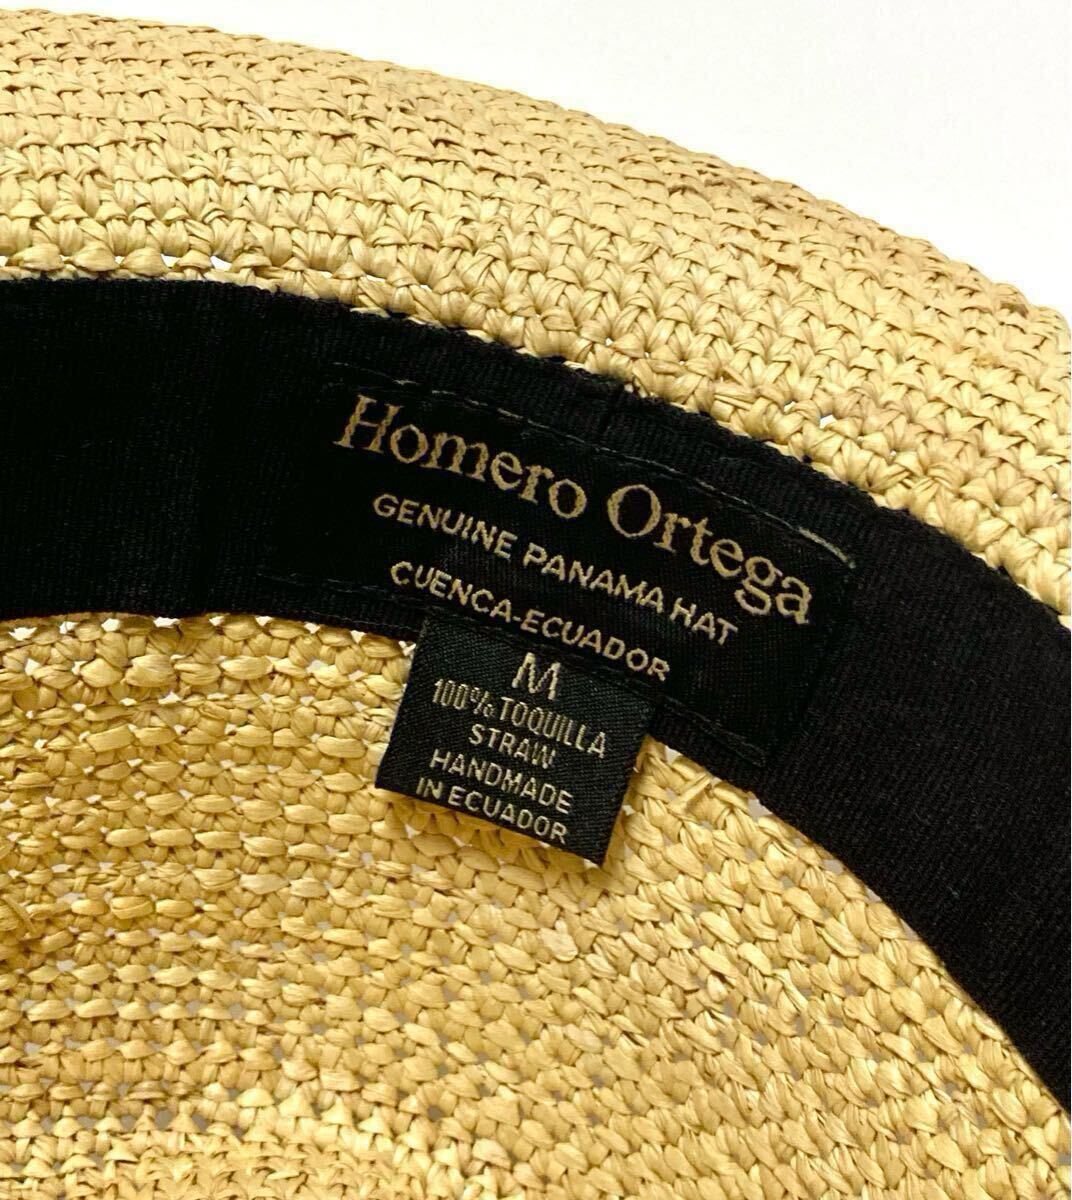 Homero Ortega
GENUINE PANAMA HAT
CUENCA-ECUADOR
M
100% TOQUILLA
STRAW
HANDMADE
IN ECUADOR